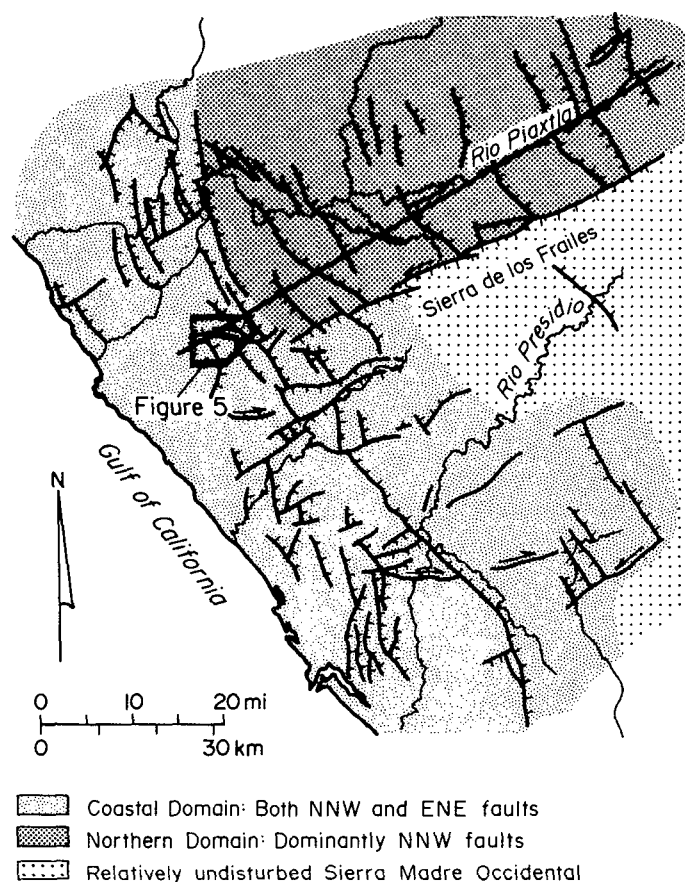 Rio Piaxtla
Sierra de los Frailes
Rio Presidio
Figure 5
Gulf of California
N
0 10 20 mi
0 30 km
Coastal Domain: Both NNW and ENE faults
Northern Domain: Dominantly NNW faults
Relatively undisturbed Sierra Madre Occidental